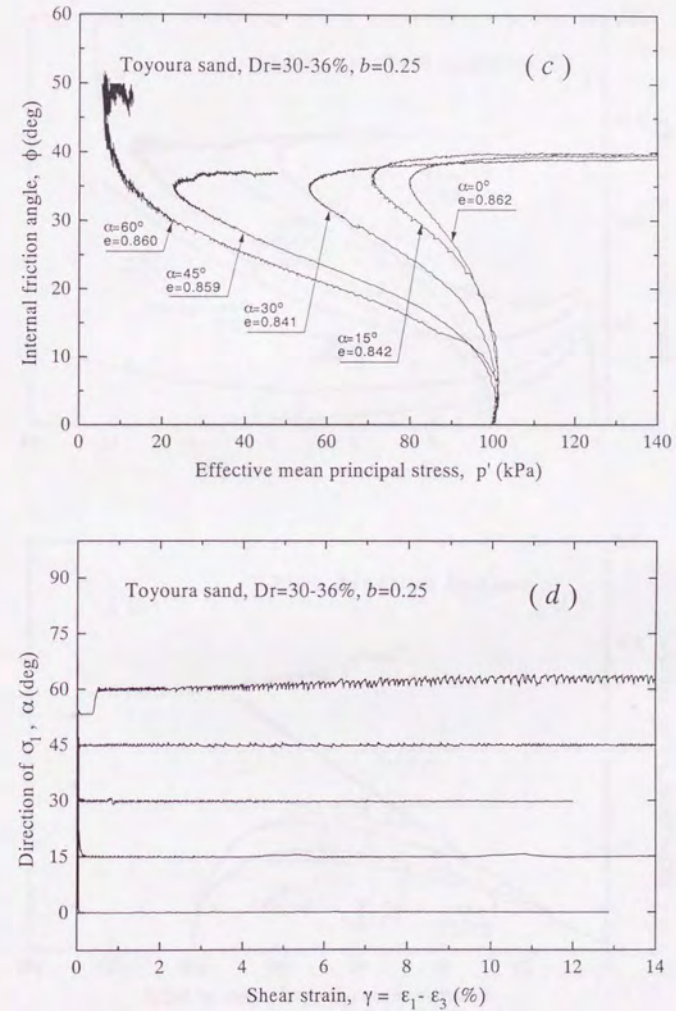 60
50
40
30
20
10
0
Internal friction angle, ϕ (deg)
Toyoura sand, Dr=30-36%, b=0.25
(c)
α=0°
e=0.862
α=60°
e=0.860
α=45°
e=0.859
α=30°
e=0.841
α=15°
e=0.842
0 20 40 60 80 100 120 140
Effective mean principal stress, p' (kPa)
90
75
60
45
30
15
0
Direction of σ₁, α (deg)
Toyoura sand, Dr=30-36%, b=0.25
(d)
0 2 4 6 8 10 12 14
Shear strain, γ = ε₁- ε₃ (%)